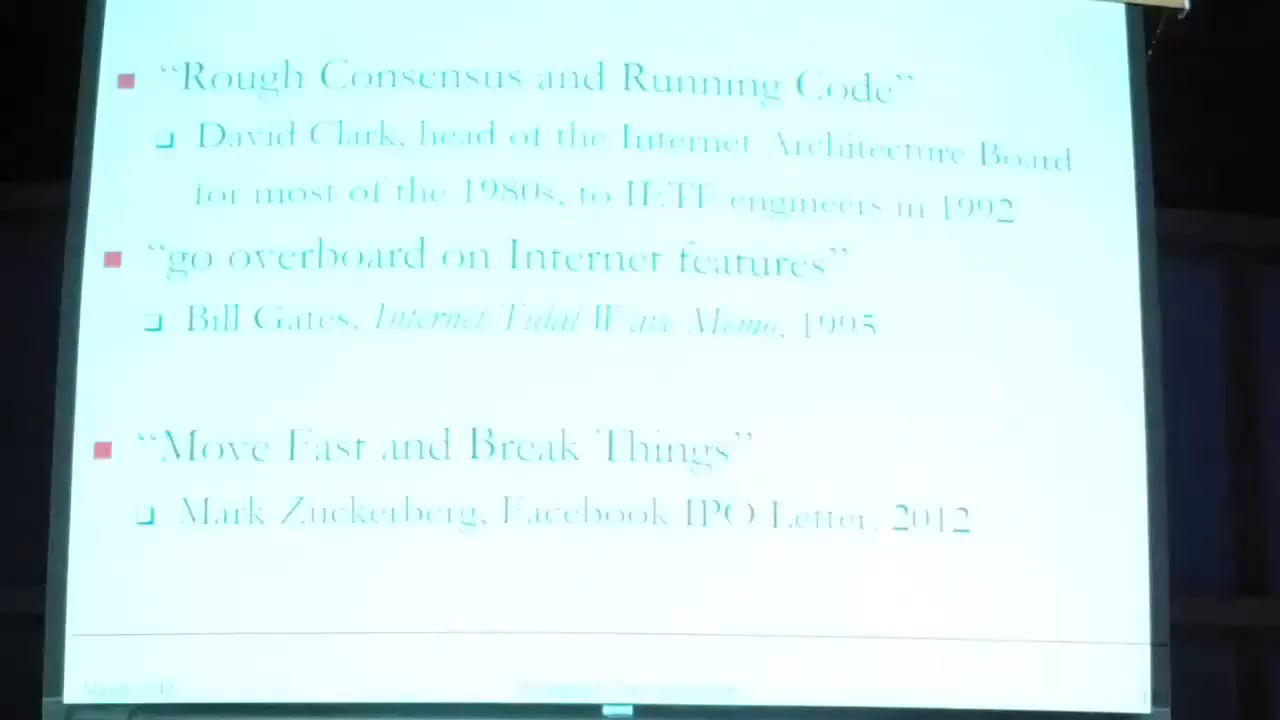 “Rough Consensus and Running Code”
David Clark, head of the Internet Architecture Board
for most of the 1980s, to IETF engineers in 1992
“go overboard on Internet features”
Bill Gates, Internet Tidal Wave Memo, 1995
“Move Fast and Break Things”
Mark Zuckerberg, Facebook IPO Letter, 2012